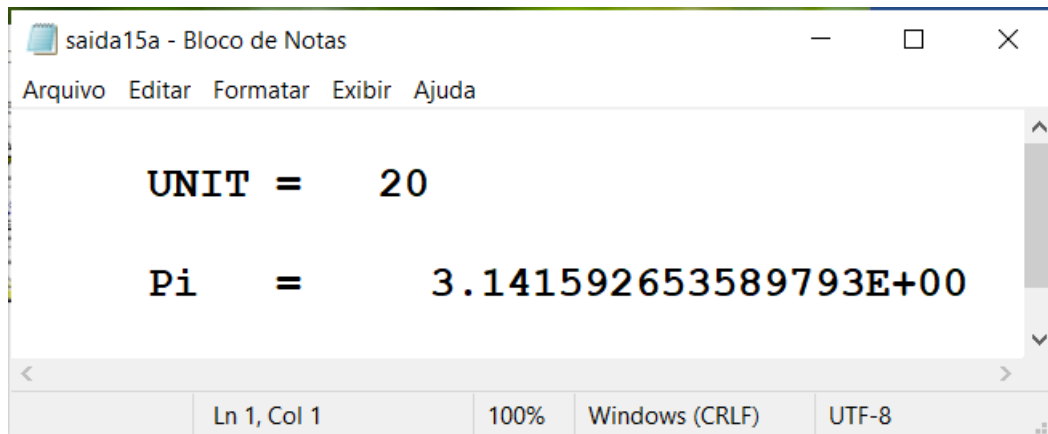 saida15a - Bloco de Notas
Arquivo Editar Formatar Exibir Ajuda
UNIT = 20
Pi = 3.141592653589793E+00
Ln 1, Col 1 100% Windows (CRLF) UTF-8